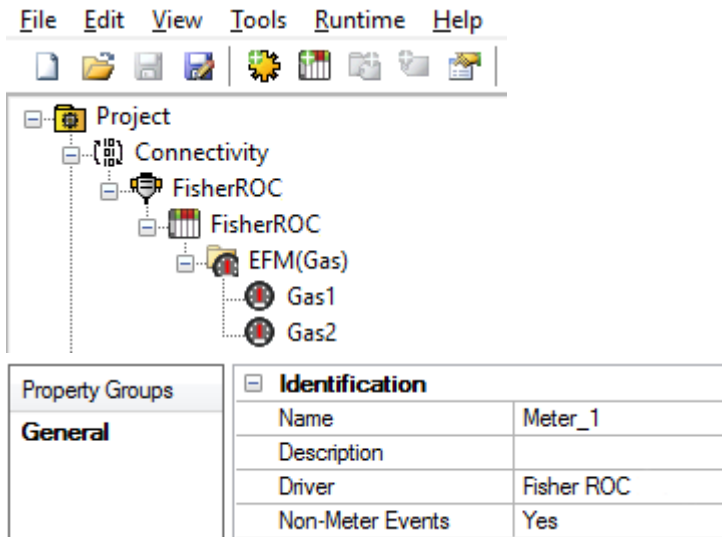 File Edit View Tools Runtime Help
Project
Connectivity
FisherROC
FisherROC
EFM(Gas)
Gas1
Gas2
Property Groups
General
Identification
Name Meter_1
Description
Driver Fisher ROC
Non-Meter Events Yes